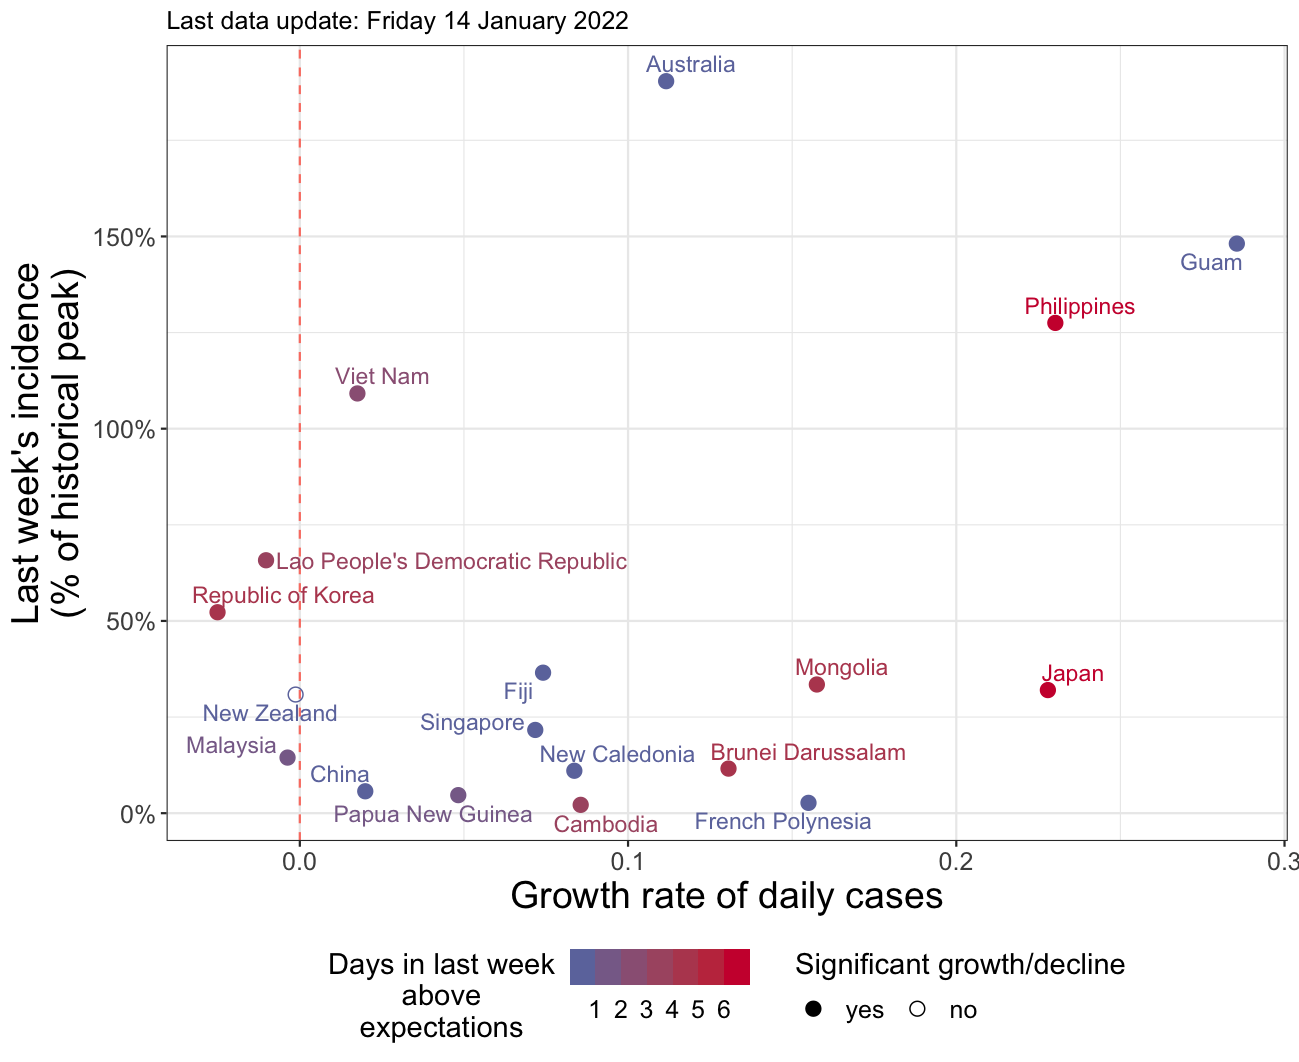 Last data update: Friday 14 January 2022
Last week's incidence
(% of historical peak)
150%
100%
50%
0%
Australia
Guam
Philippines
Viet Nam
Lao People's Democratic Republic
Republic of Korea
Mongolia
Japan
Fiji
New Zealand
Singapore
Malaysia
New Caledonia
Brunei Darussalam
China
Papua New Guinea
Cambodia
French Polynesia
0.0 0.1 0.2 0.3
Growth rate of daily cases
Days in last week
above
expectations
1 2 3 4 5 6
Significant growth/decline
yes no